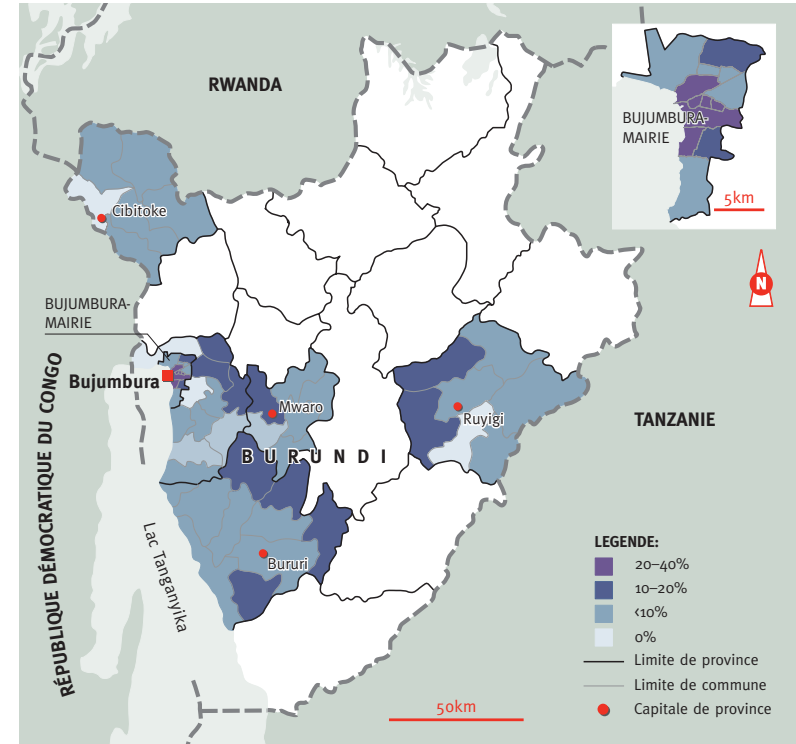 RWANDA
BUJUMBURA-
MAIRIE
5km
Cibitoke
N
BUJUMBURA-
MAIRIE
Bujumbura
Mwaro
Ruyigi
TANZANIE
BURUNDI
RÉPUBLIQUE DÉMOCRATIQUE DU CONGO
Lac Tanganyika
Bururi
LEGENDE:
20–40%
10–20%
<10%
0%
Limite de province
Limite de commune
Capitale de province
50km